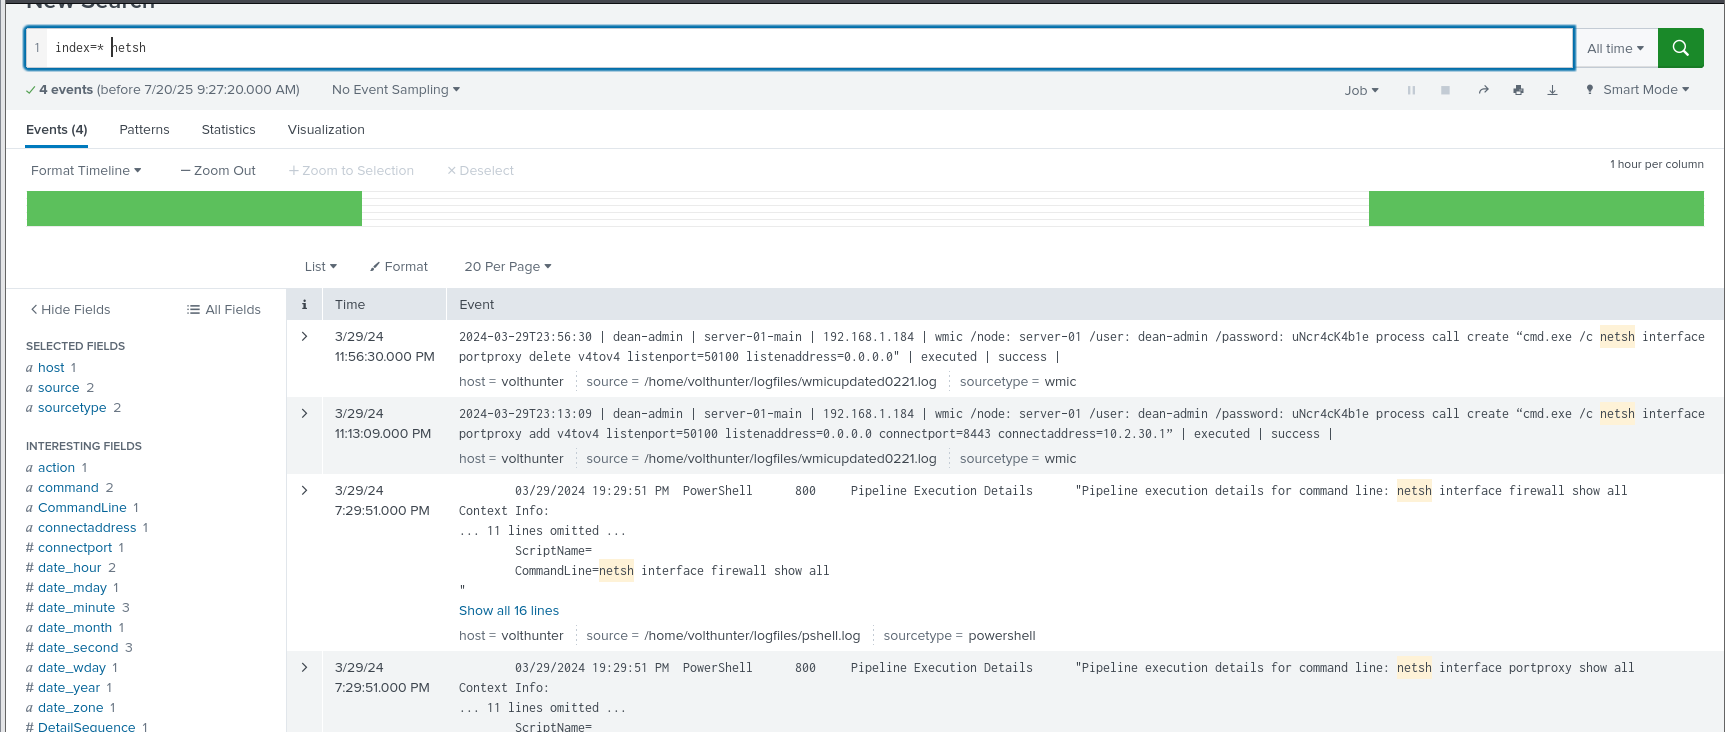 New Search
1 index=* netsh
All time
4 events (before 7/20/25 9:27:20.000 AM) No Event Sampling
Job Smart Mode
Events (4) Patterns Statistics Visualization
Format Timeline — Zoom Out + Zoom to Selection × Deselect
1 hour per column
List Format 20 Per Page
< Hide Fields All Fields
SELECTED FIELDS
a host 1
a source 2
a sourcetype 2
INTERESTING FIELDS
a action 1
a command 2
a CommandLine 1
a connectaddress 1
# connectport 1
# date_hour 2
# date_mday 1
# date_minute 3
a date_month 1
# date_second 3
a date_wday 1
# date_year 1
a date_zone 1
# DetailSequence 1
i Time Event
3/29/24
11:56:30.000 PM
2024-03-29T23:56:30 | dean-admin | server-01-main | 192.168.1.184 | wmic /node: server-01 /user: dean-admin /password: uNcr4cK4b1e process call create “cmd.exe /c netsh interface
portproxy delete v4tov4 listenport=50100 listenaddress=0.0.0.0" | executed | success |
host = volthunter source = /home/volthunter/logfiles/wmicupdated0221.log sourcetype = wmic
3/29/24
11:13:09.000 PM
2024-03-29T23:13:09 | dean-admin | server-01-main | 192.168.1.184 | wmic /node: server-01 /user: dean-admin /password: uNcr4cK4b1e process call create “cmd.exe /c netsh interface
portproxy add v4tov4 listenport=50100 listenaddress=0.0.0.0 connectport=8443 connectaddress=10.2.30.1” | executed | success |
host = volthunter source = /home/volthunter/logfiles/wmicupdated0221.log sourcetype = wmic
3/29/24
7:29:51.000 PM
03/29/2024 19:29:51 PM PowerShell 800 Pipeline Execution Details "Pipeline execution details for command line: netsh interface firewall show all
Context Info:
... 11 lines omitted ...
ScriptName=
CommandLine=netsh interface firewall show all
"
Show all 16 lines
host = volthunter source = /home/volthunter/logfiles/pshell.log sourcetype = powershell
3/29/24
7:29:51.000 PM
03/29/2024 19:29:51 PM PowerShell 800 Pipeline Execution Details "Pipeline execution details for command line: netsh interface portproxy show all
Context Info:
... 11 lines omitted ...
ScriptName=